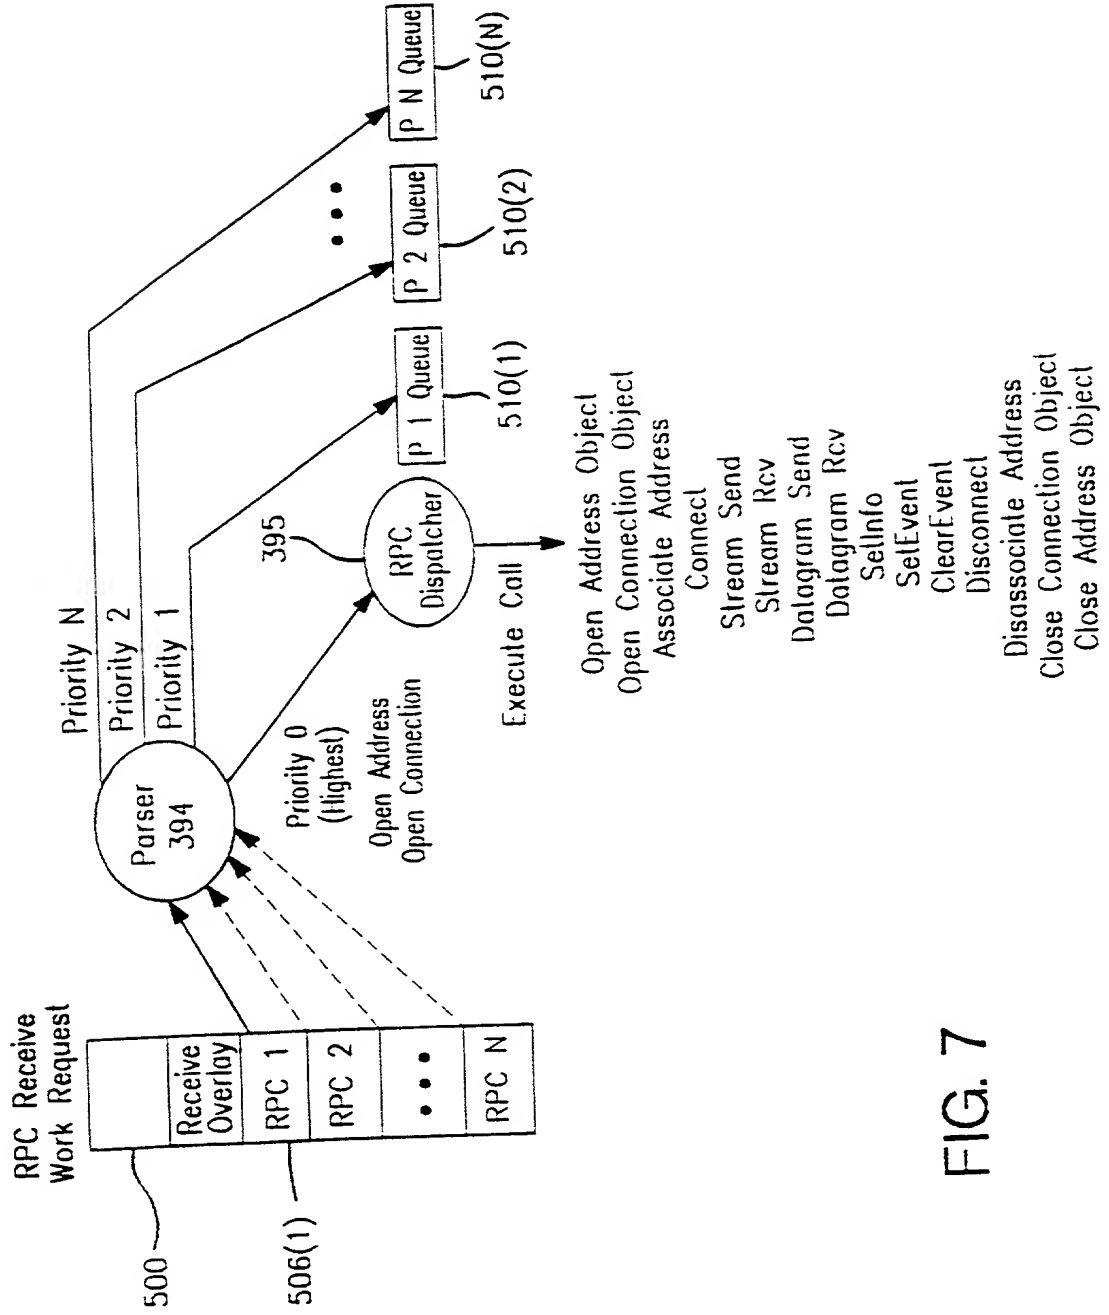 RPC Receive
Work Request
500
Receive
Overlay
506(1)
RPC 1
RPC 2
• • •
RPC N
Parser
394
Priority N
Priority 2
Priority 1
Priority 0
(Highest)
Open Address
Open Connection
395
RPC
Dispatcher
P 1 Queue
510(1)
P 2 Queue
510(2)
• • •
P N Queue
510(N)
Execute Call
Open Address Object
Open Connection Object
Associate Address
Connect
Stream Send
Stream Rcv
Datagram Send
Datagram Rcv
SetInfo
SetEvent
ClearEvent
Disconnect
Disassociate Address
Close Connection Object
Close Address Object
FIG. 7